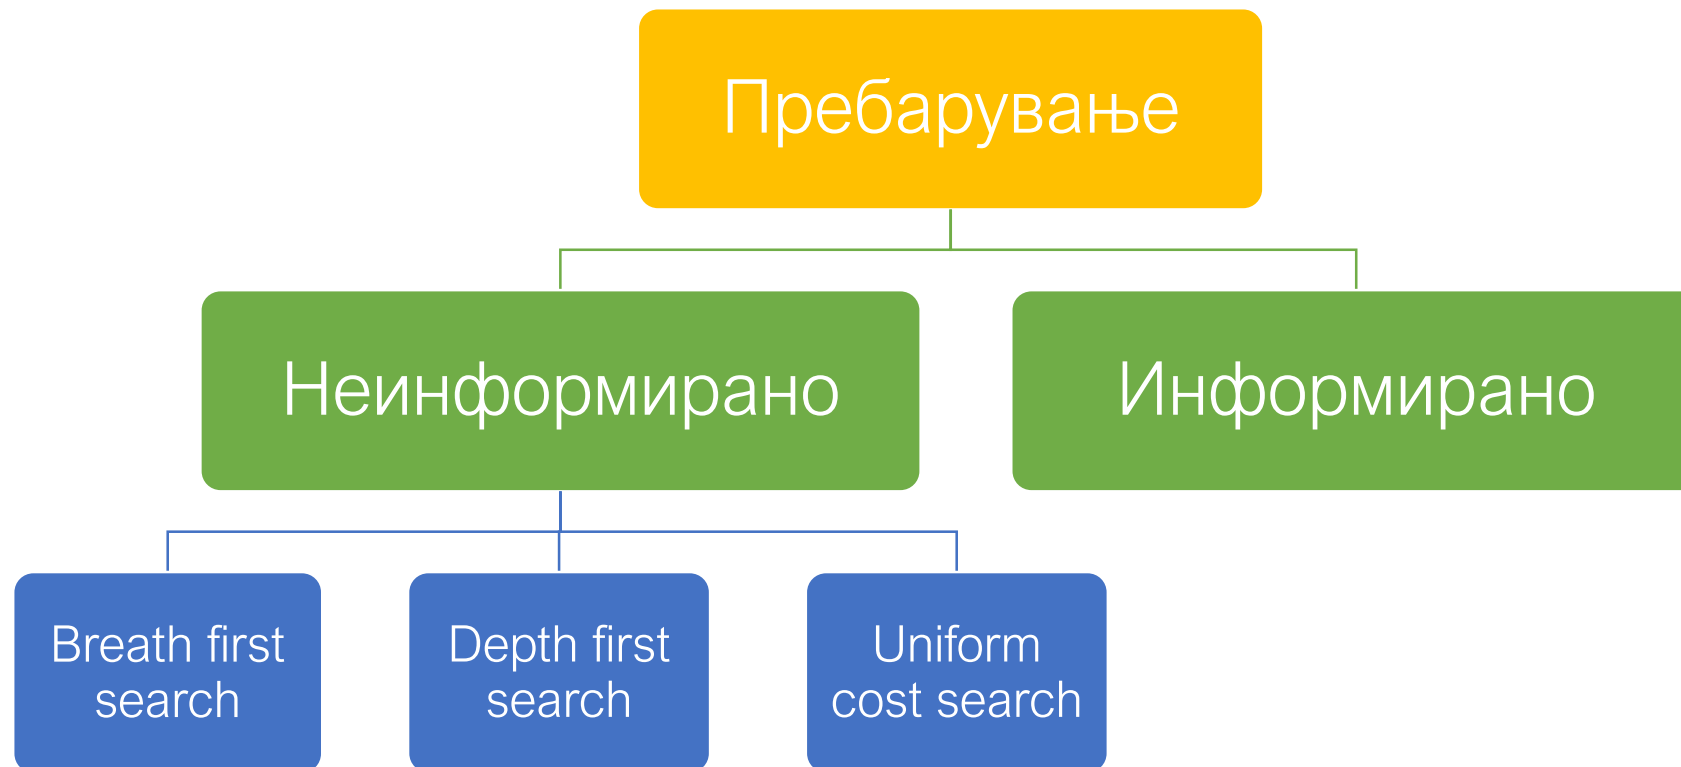 Пребарување
Неинформирано
Информирано
Breath first
search
Depth first
search
Uniform
cost search